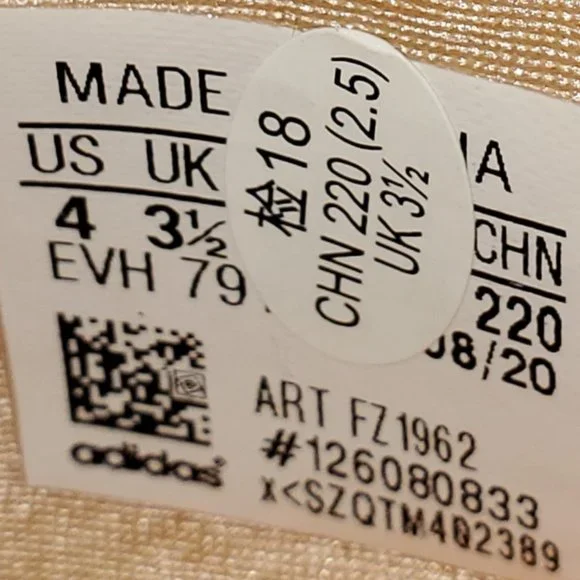 MADE
IA
US UK
CHN
4 3½
220
EVH 79
08/20
检18
CHN 220 (2.5)
UK 3½
ART FZ1962
#126080833
x<SZQTM402389
adidas